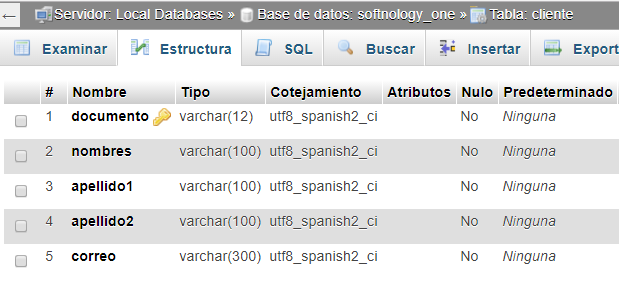 Servidor: Local Databases » Base de datos: softnology_one » Tabla: cliente
Examinar Estructura SQL Buscar Insertar Export
# Nombre Tipo Cotejamiento Atributos Nulo Predeterminado
1 documento varchar(12) utf8_spanish2_ci No Ninguna
2 nombres varchar(100) utf8_spanish2_ci No Ninguna
3 apellido1 varchar(100) utf8_spanish2_ci No Ninguna
4 apellido2 varchar(100) utf8_spanish2_ci No Ninguna
5 correo varchar(300) utf8_spanish2_ci No Ninguna